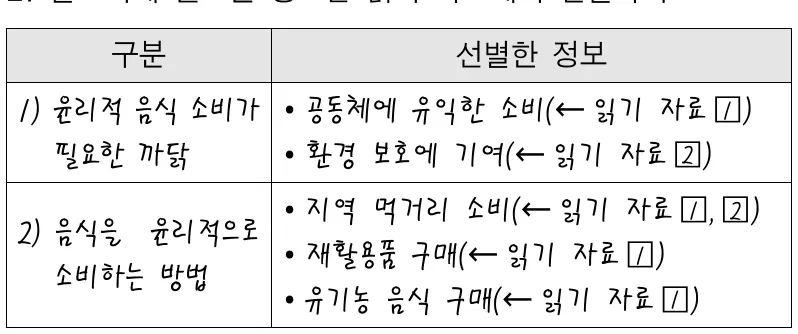 구분 선별한 정보
1) 윤리적 음식 소비가 필요한 까닭
• 공동체에 유익한 소비(← 읽기 자료 1)
• 환경 보호에 기여(← 읽기 자료 2)
2) 음식을 윤리적으로 소비하는 방법
• 지역 먹거리 소비(← 읽기 자료 1, 2)
• 재활용품 구매(← 읽기 자료 1)
• 유기농 음식 구매(← 읽기 자료 1)